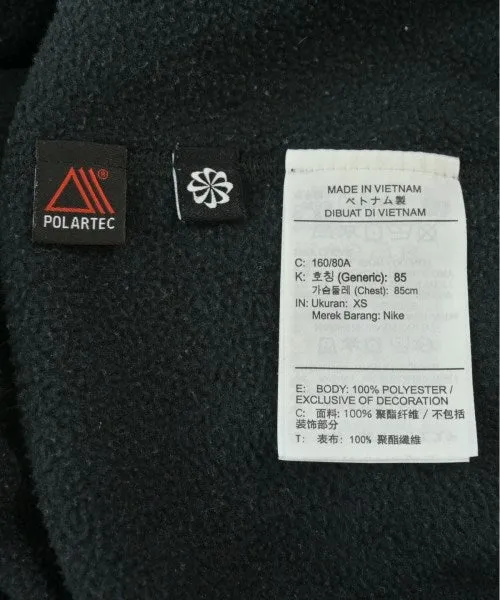 POLARTEC®
MADE IN VIETNAM
ベトナム製
DIBUAT DI VIETNAM
C: 160/80A
K: 호칭 (Generic): 85
가슴둘레 (Chest): 85cm
IN: Ukuran: XS
Merek Barang: Nike
E: BODY: 100% POLYESTER /
EXCLUSIVE OF DECORATION
C: 面料: 100% 聚酯纤维 / 不包括
装饰部分
T: 表布: 100% 聚酯纖維